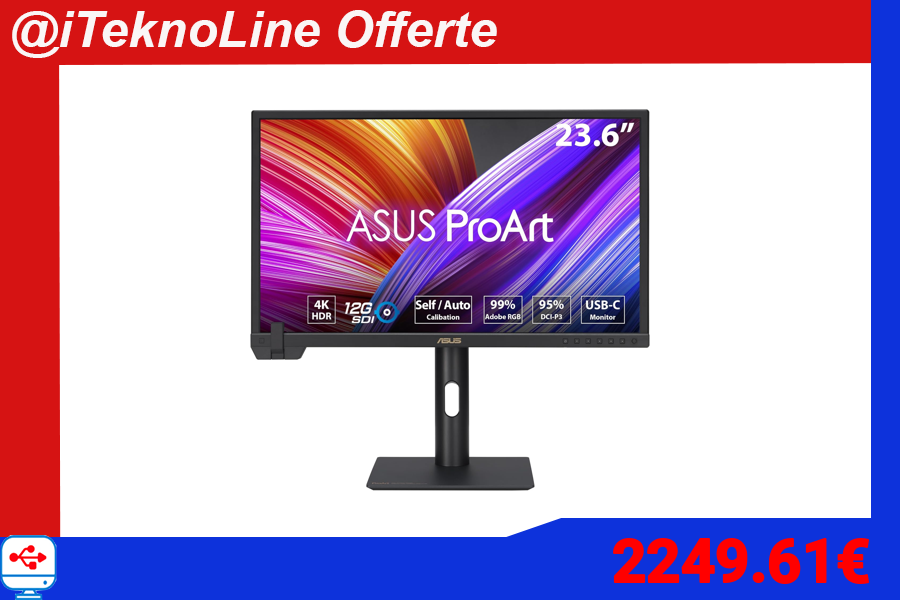 @iTeknoLine Offerte
23.6”
ASUS ProArt
4K
HDR
12G
SDI
Self / Auto
Calibation
99%
Adobe RGB
95%
DCI-P3
USB-C
Monitor
ASUS
2249.61€